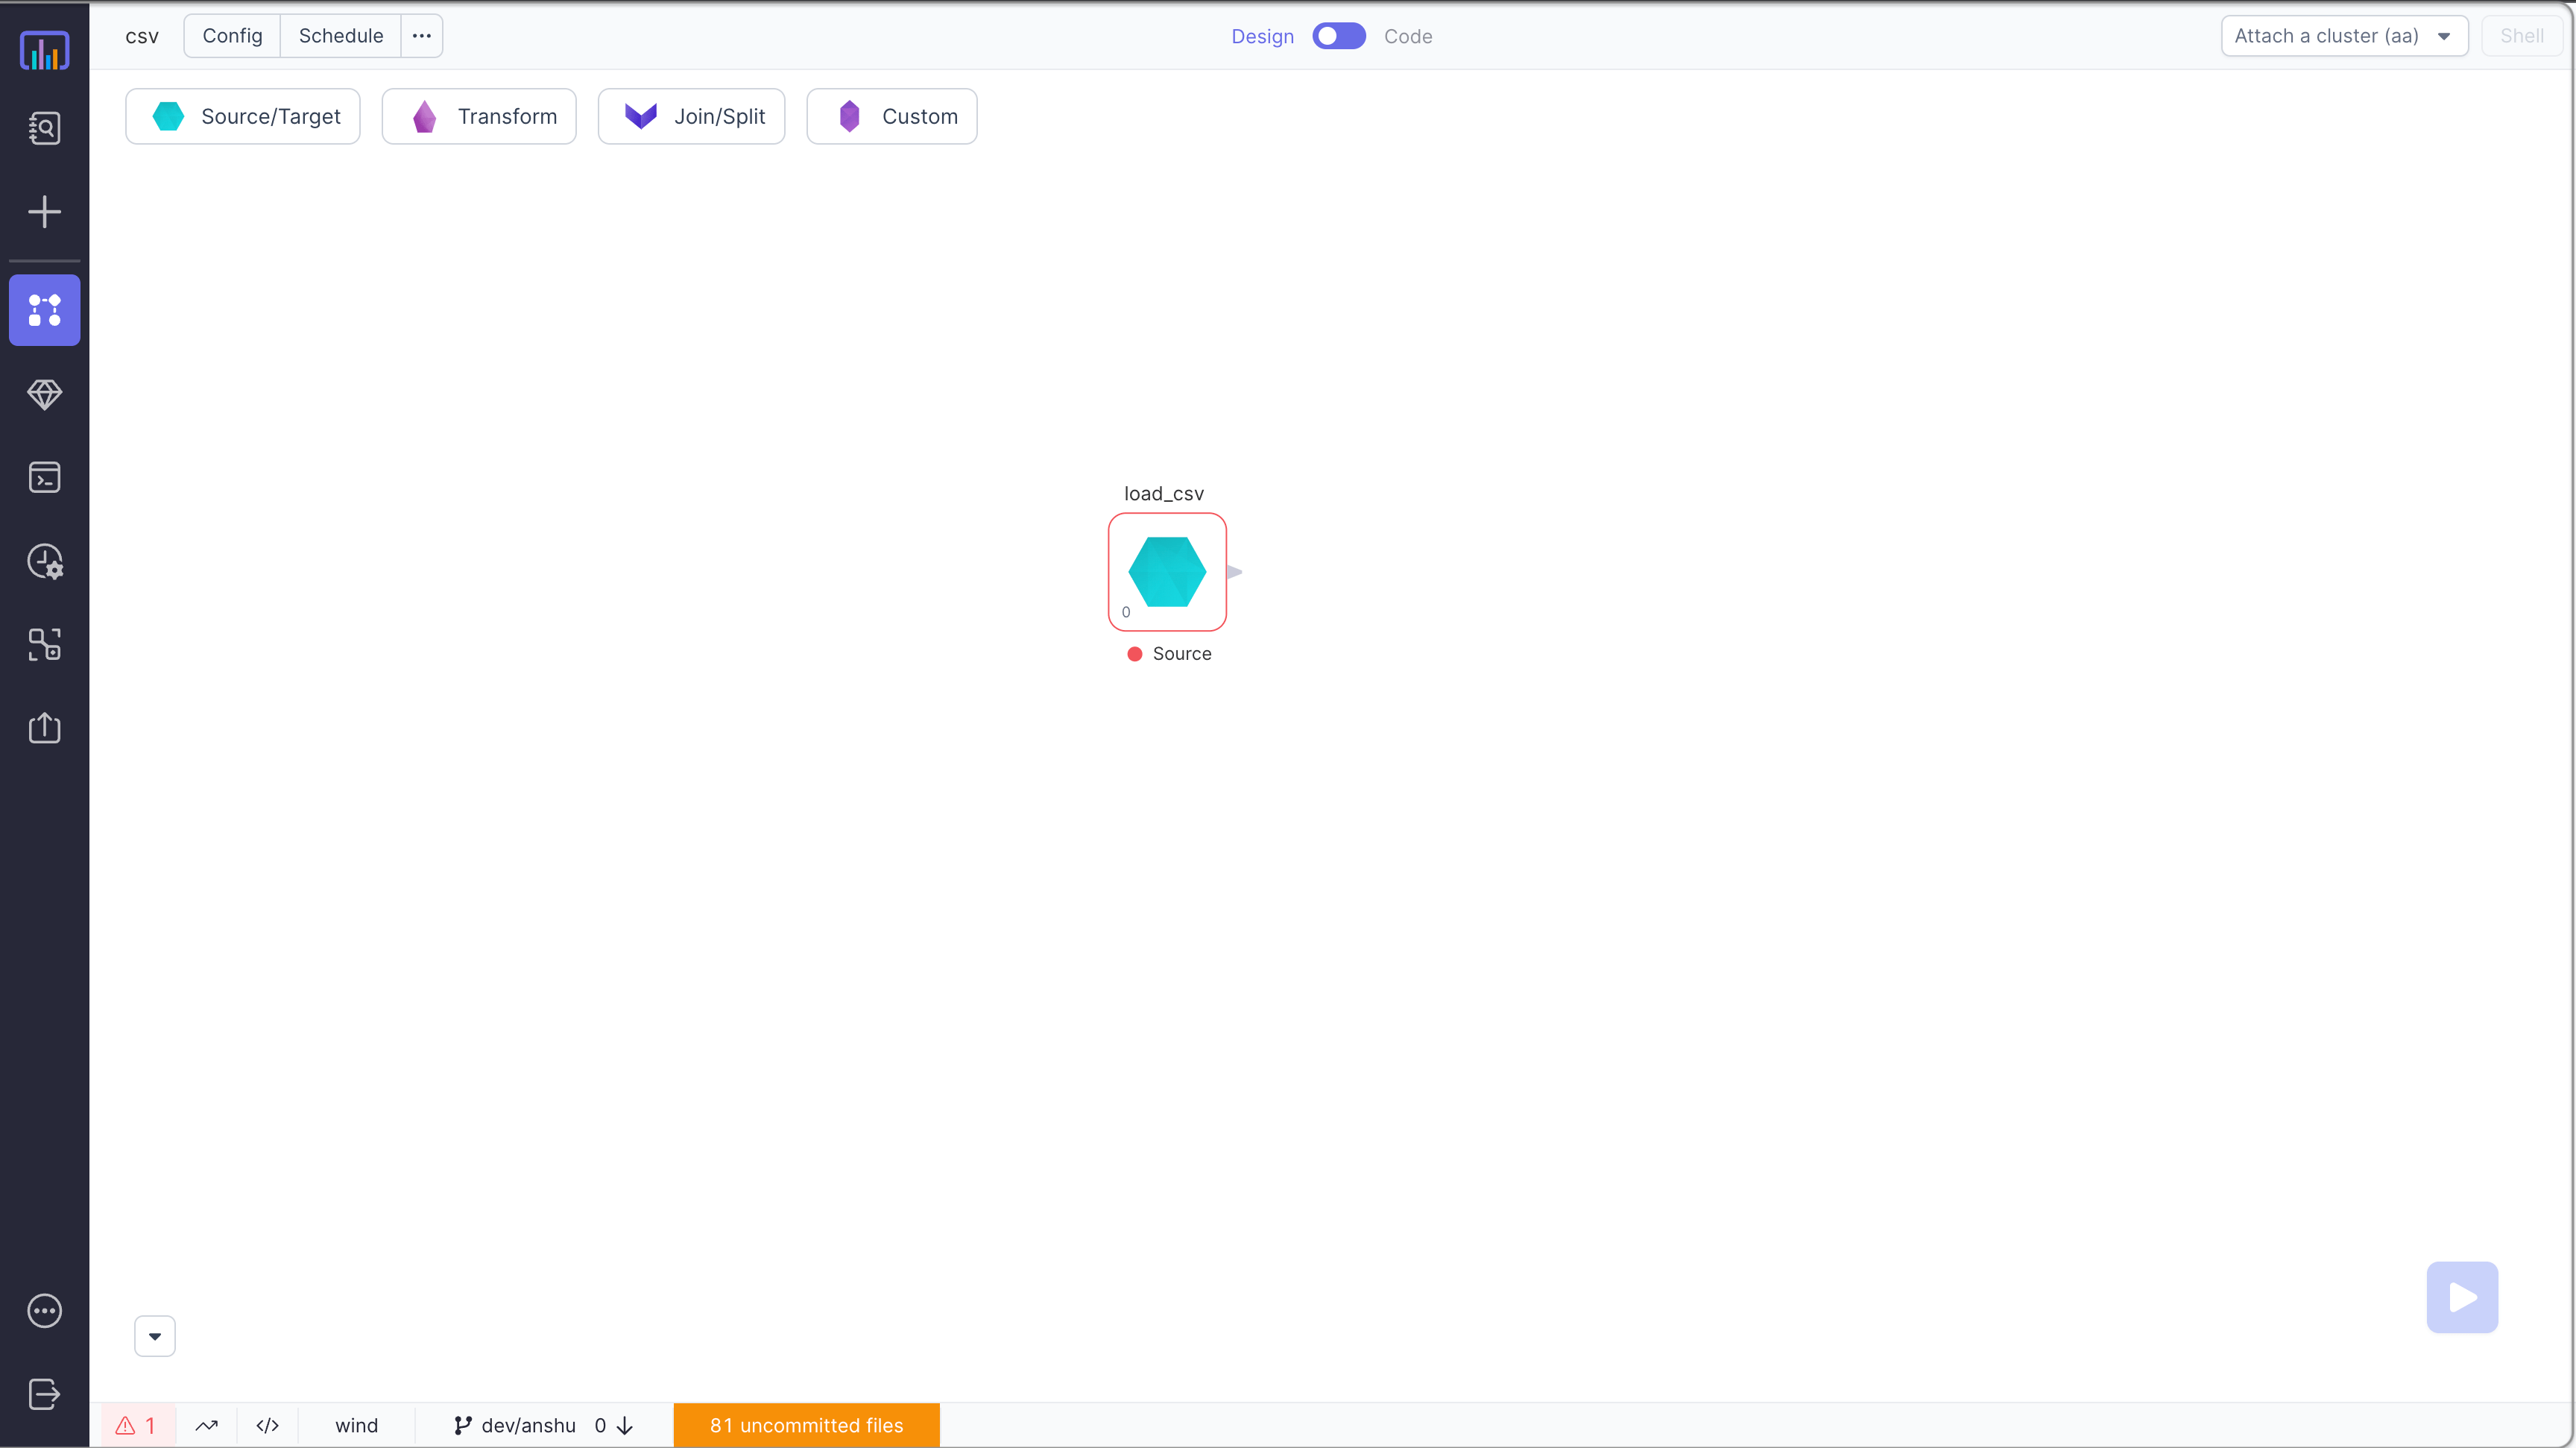 csv
Config
Schedule
Design
Code
Attach a cluster (aa)
Shell
Source/Target
Transform
Join/Split
Custom
load_csv
0
Source
1
</>
wind
dev/anshu
0
81 uncommitted files